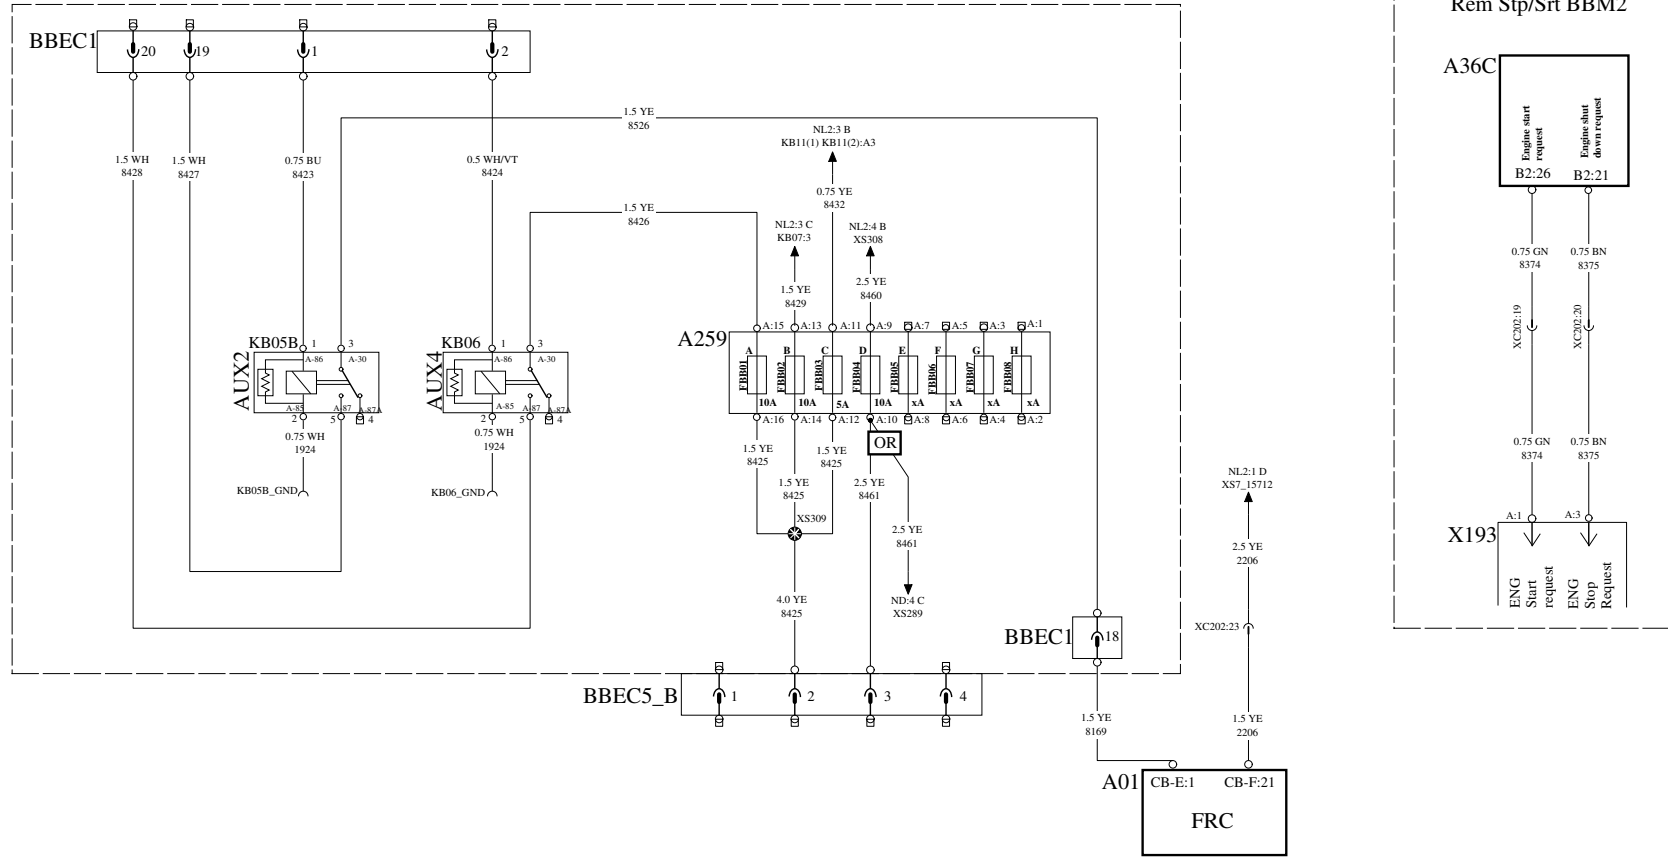 Rem Stp/Srt BBM2
BBEC1
20
19
1
2
A36C
Engine start
request
Engine shut
down request
B2:26
B2:21
1.5 YE
8526
NL2:3 B
KB11(1) KB11(2):A3
1.5 WH
8428
1.5 WH
8427
0.75 BU
8423
0.5 WH/VT
8424
0.75 YE
8432
1.5 YE
8426
NL2:3 C
KB07:3
NL2:4 B
XS308
1.5 YE
8429
2.5 YE
8460
0.75 GN
8374
0.75 BN
8375
XC202:19
XC202:20
A259
A:15
A:13
A:11
A:9
A:7
A:5
A:3
A:1
A
B
C
D
E
F
G
H
FBB01
FBB02
FBB03
FBB04
FBB05
FBB06
FBB07
FBB08
10A
10A
5A
10A
xA
xA
xA
xA
A:16
A:14
A:12
A:10
A:8
A:6
A:4
A:2
AUX2
KB05B
1
3
A-86
A-30
A-85
A-87
A-87A
2
5
4
AUX4
KB06
1
3
A-86
A-30
A-85
A-87
A-87A
2
5
4
0.75 WH
1924
0.75 WH
1924
KB05B_GND
KB06_GND
OR
1.5 YE
8425
1.5 YE
8425
1.5 YE
8425
2.5 YE
8461
XS309
2.5 YE
8461
4.0 YE
8425
ND:4 C
XS289
NL2:1 D
XS7_15712
2.5 YE
2206
XC202:23
0.75 GN
8374
0.75 BN
8375
X193
A:1
A:3
ENG
Start
request
ENG
Stop
Request
BBEC1
18
BBEC5_B
1
2
3
4
1.5 YE
8169
1.5 YE
2206
A01
CB-E:1
CB-F:21
FRC